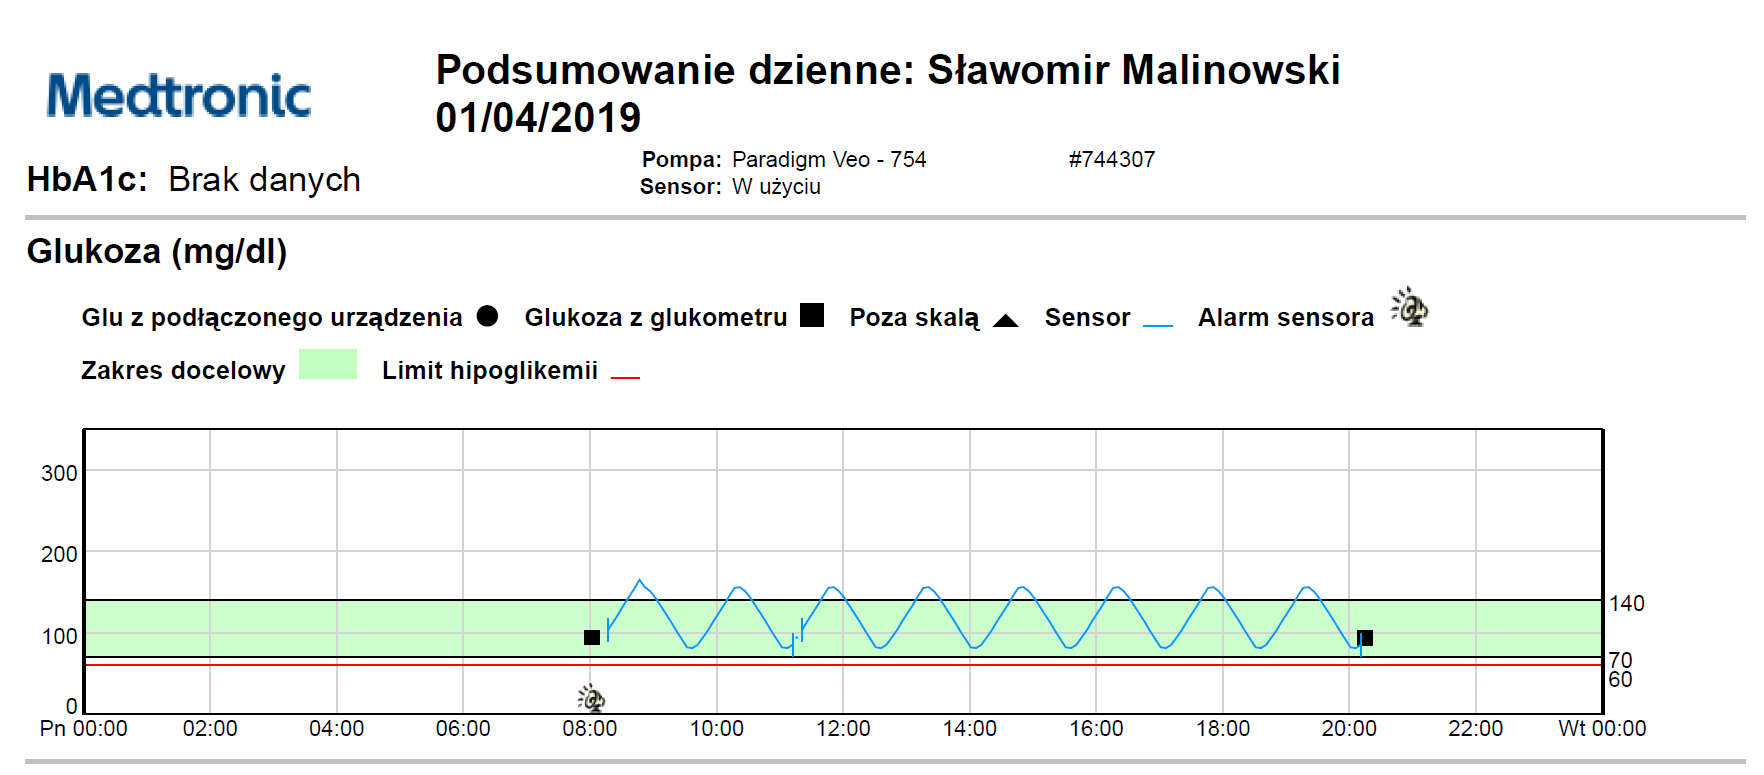 Medtronic
Podsumowanie dzienne: Sławomir Malinowski
01/04/2019
Pompa: Paradigm Veo - 754 #744307
Sensor: W użyciu
HbA1c: Brak danych
Glukoza (mg/dl)
Glu z podłączonego urządzenia Glukoza z glukometru Poza skalą Sensor Alarm sensora
Zakres docelowy Limit hipoglikemii
300
200
140
100
70
60
0
Pn 00:00 02:00 04:00 06:00 08:00 10:00 12:00 14:00 16:00 18:00 20:00 22:00 Wt 00:00